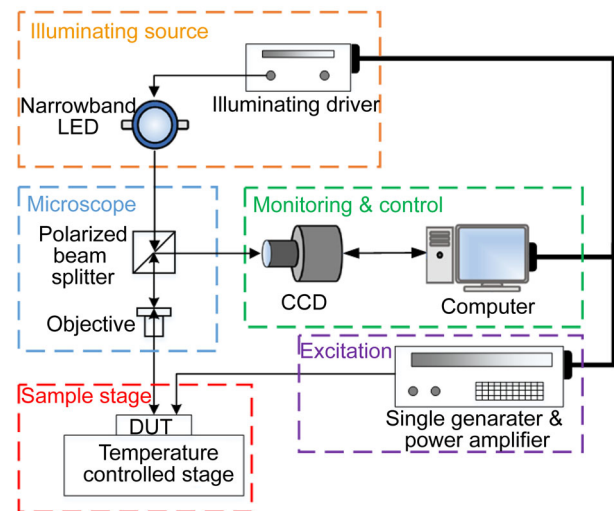 Illuminating source
Illuminating driver
Narrowband
LED
Microscope
Polarized
beam
splitter
Objective
Monitoring & control
CCD
Computer
Excitation
Single genarater &
power amplifier
Sample stage
DUT
Temperature
controlled stage